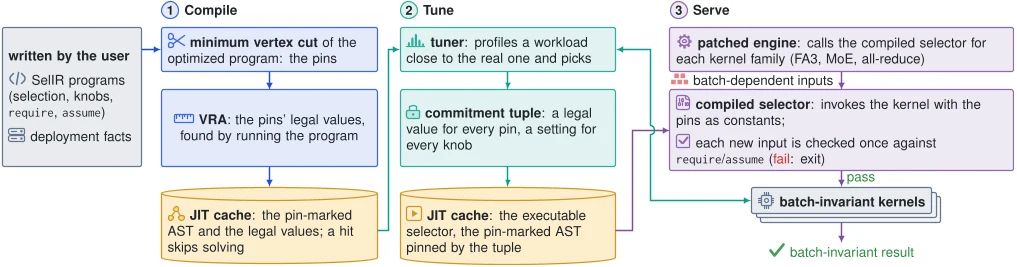 written by the user
SelIR programs
(selection, knobs,
require, assume)
deployment facts
1 Compile
minimum vertex cut of the
optimized program: the pins
VRA: the pins' legal values,
found by running the program
JIT cache: the pin-marked
AST and the legal values; a hit
skips solving
2 Tune
tuner: profiles a workload
close to the real one and picks
commitment tuple: a legal
value for every pin, a setting for
every knob
JIT cache: the executable
selector, the pin-marked AST
pinned by the tuple
3 Serve
patched engine: calls the compiled selector for
each kernel family (FA3, MoE, all-reduce)
batch-dependent inputs
compiled selector: invokes the kernel with the
pins as constants;
each new input is checked once against
require/assume (fail: exit)
pass
batch-invariant kernels
batch-invariant result